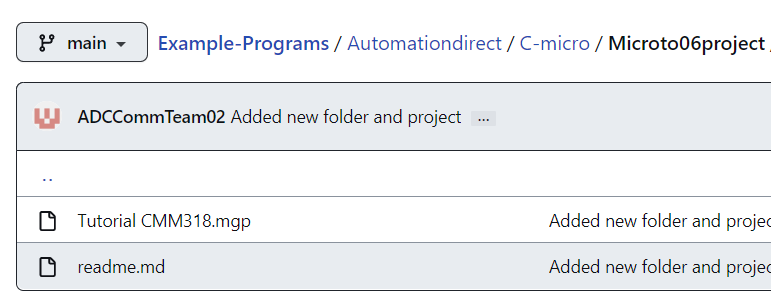 main Example-Programs / Automationdirect / C-micro / Microto06project /
ADCCommTeam02 Added new folder and project ...
..
Tutorial CMM318.mgp Added new folder and projec
readme.md Added new folder and projec